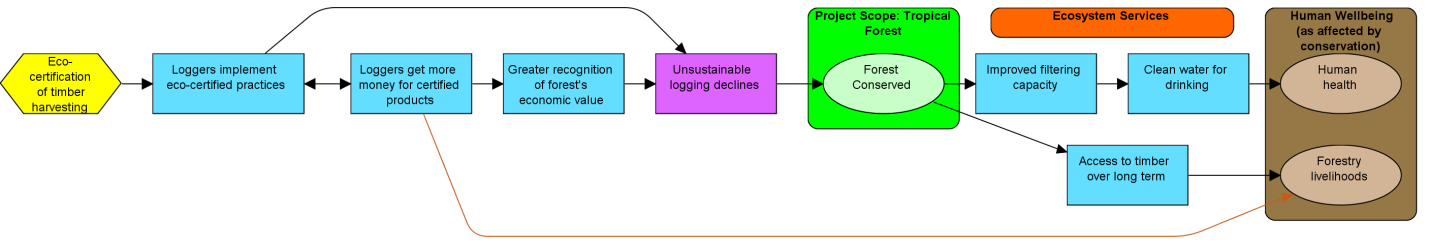 Eco-
certification
of timber
harvesting
Loggers implement
eco-certified practices
Loggers get more
money for certified
products
Greater recognition
of forest's
economic value
Unsustainable
logging declines
Project Scope: Tropical
Forest
Forest
Conserved
Ecosystem Services
Improved filtering
capacity
Clean water for
drinking
Access to timber
over long term
Human Wellbeing
(as affected by
conservation)
Human
health
Forestry
livelihoods